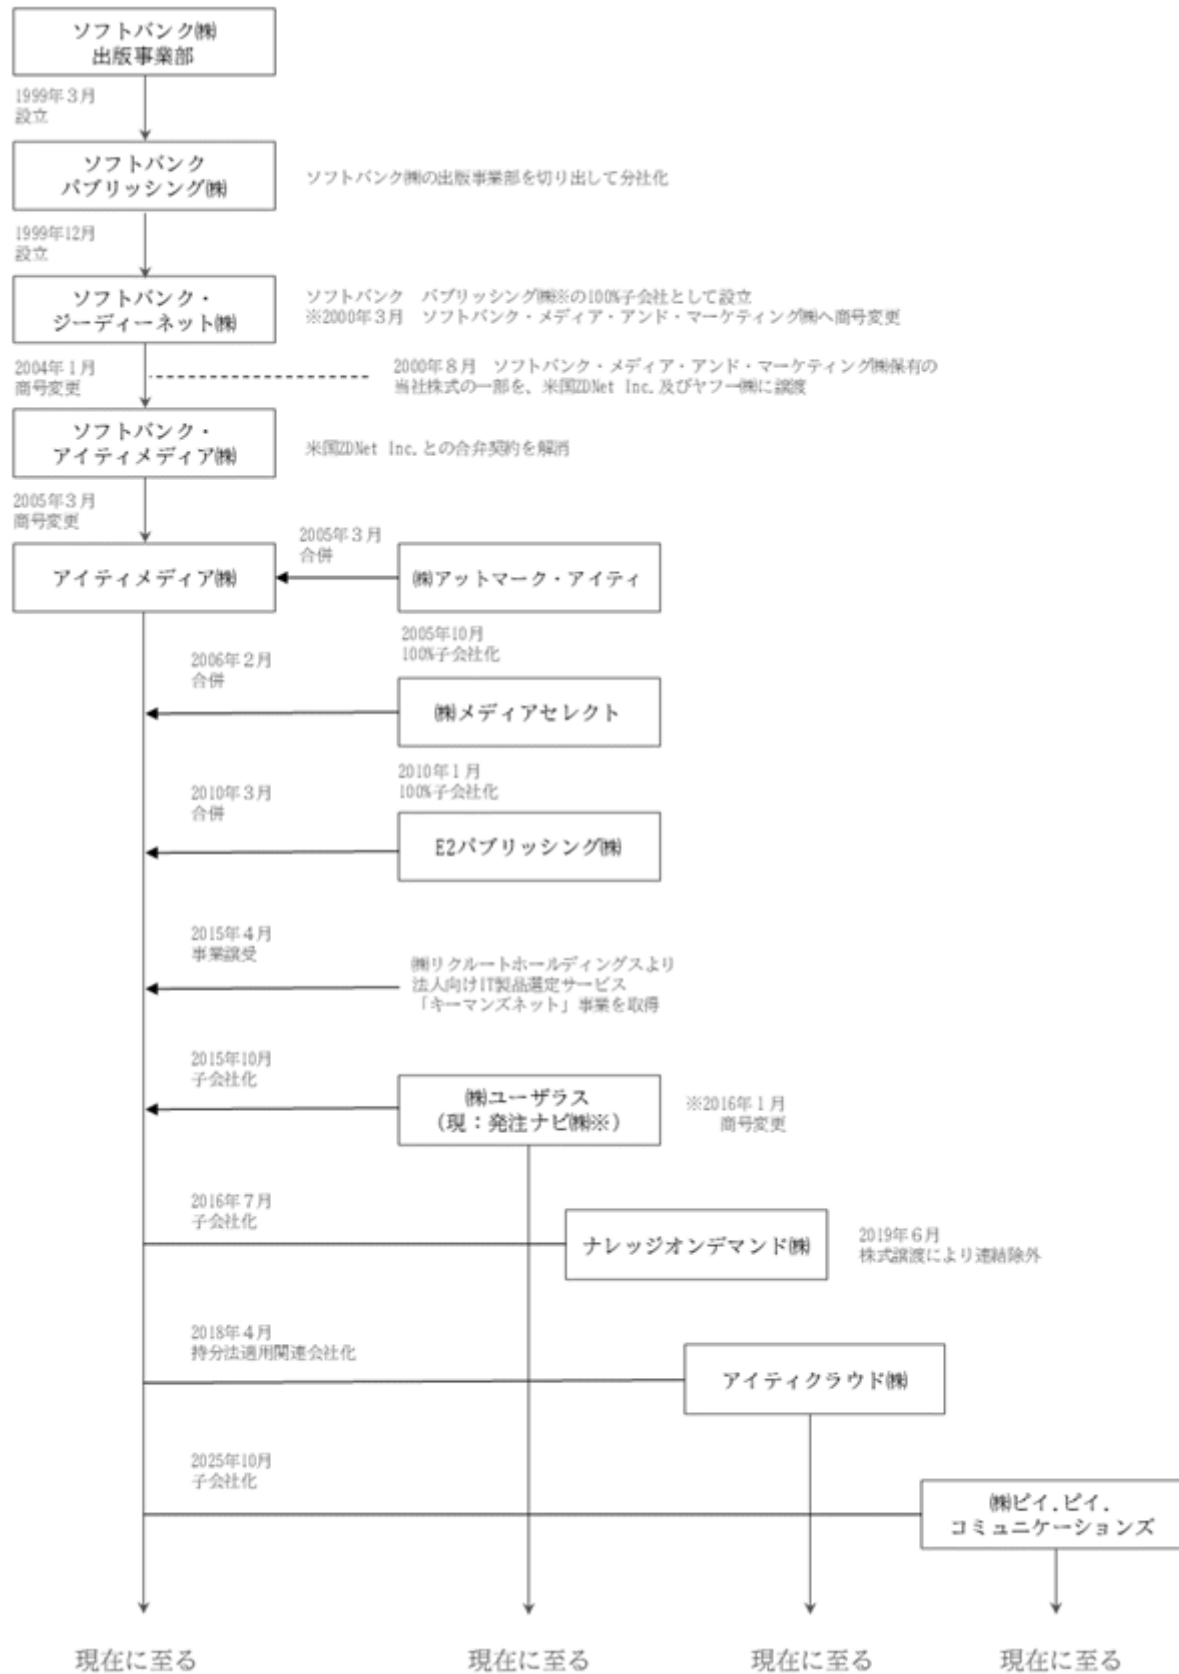 ソフトバンク㈱
出版事業部
1999年３月
設立
ソフトバンク
パブリッシング㈱
ソフトバンク㈱の出版事業部を切り出して分社化
1999年12月
設立
ソフトバンク・
ジーディーネット㈱
ソフトバンク　パブリッシング㈱※の100%子会社として設立
※2000年３月　ソフトバンク・メディア・アンド・マーケティング㈱へ商号変更
2004年１月
商号変更
2000年８月　ソフトバンク・メディア・アンド・マーケティング㈱保有の
当社株式の一部を、米国ZDNet Inc.及びヤフー㈱に譲渡
ソフトバンク・
アイティメディア㈱
米国ZDNet Inc.との合弁契約を解消
2005年３月
商号変更
2005年３月
合併
アイティメディア㈱
㈱アットマーク・アイティ
2005年10月
100%子会社化
2006年２月
合併
㈱メディアセレクト
2010年１月
100%子会社化
2010年３月
合併
E2パブリッシング㈱
2015年４月
事業譲受
㈱リクルートホールディングスより
法人向けIT製品選定サービス
「キーマンズネット」事業を取得
2015年10月
子会社化
㈱ユーザラス
（現：発注ナビ㈱※）
※2016年１月
商号変更
2016年７月
子会社化
ナレッジオンデマンド㈱
2019年６月
株式譲渡により連結除外
2018年４月
持分法適用関連会社化
アイティクラウド㈱
2025年10月
子会社化
㈱ピイ.ピイ.
コミュニケーションズ
現在に至る
現在に至る
現在に至る
現在に至る